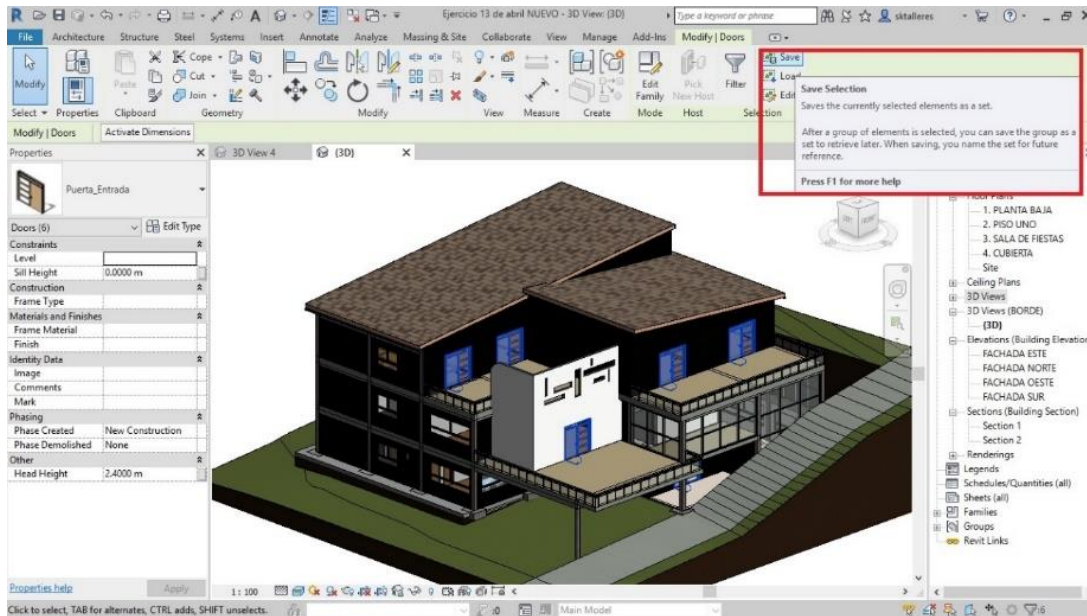 Ejercicio 13 de abril NUEVO - 3D View: {3D}
Type a keyword or phrase
sktalleres
File Architecture Structure Steel Systems Insert Annotate Analyze Massing & Site Collaborate View Manage Add-Ins Modify | Doors
Modify
Paste
Cope
Cut
Join
Edit Family
Pick New Host
Filter
Save
Load
Edit
Select Properties Clipboard Geometry Modify View Measure Create Mode Host Selection
Save Selection
Saves the currently selected elements as a set.
After a group of elements is selected, you can save the group as a
set to retrieve later. When saving, you name the set for future
reference.
Press F1 for more help
Modify | Doors Activate Dimensions
Properties
3D View 4
{3D}
Puerta_Entrada
Doors (6) Edit Type
Constraints
Level
Sill Height 0.0000 m
Construction
Frame Type
Materials and Finishes
Frame Material
Finish
Identity Data
Image
Comments
Mark
Phasing
Phase Created New Construction
Phase Demolished None
Other
Head Height 2.4000 m
Properties help Apply
Floor Plans
1. PLANTA BAJA
2. PISO UNO
3. SALA DE FIESTAS
4. CUBIERTA
Site
Ceiling Plans
3D Views
3D Views (BORDE)
{3D}
Elevations (Building Elevation
FACHADA ESTE
FACHADA NORTE
FACHADA OESTE
FACHADA SUR
Sections (Building Section)
Section 1
Section 2
Renderings
Legends
Schedules/Quantities (all)
Sheets (all)
Families
Groups
Revit Links
1 : 100
Click to select, TAB for alternates, CTRL adds, SHIFT unselects.
:0
Main Model
:6